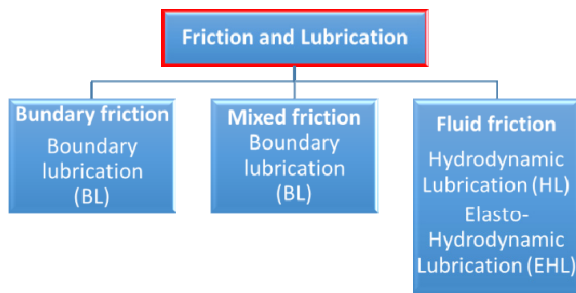 Friction and Lubrication
Bundary friction
Boundary
lubrication
(BL)
Mixed friction
Boundary
lubrication
(BL)
Fluid friction
Hydrodynamic
Lubrication (HL)
Elasto-
Hydrodynamic
Lubrication (EHL)